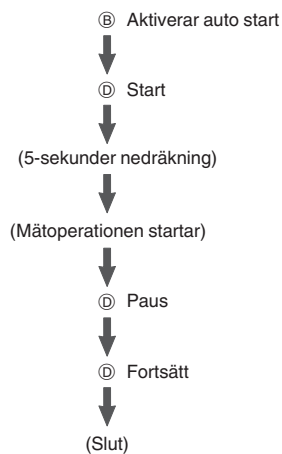 Ⓑ Aktiverar auto start
Ⓓ Start
(5-sekunder nedräkning)
(Mätoperationen startar)
Ⓓ Paus
Ⓓ Fortsätt
(Slut)